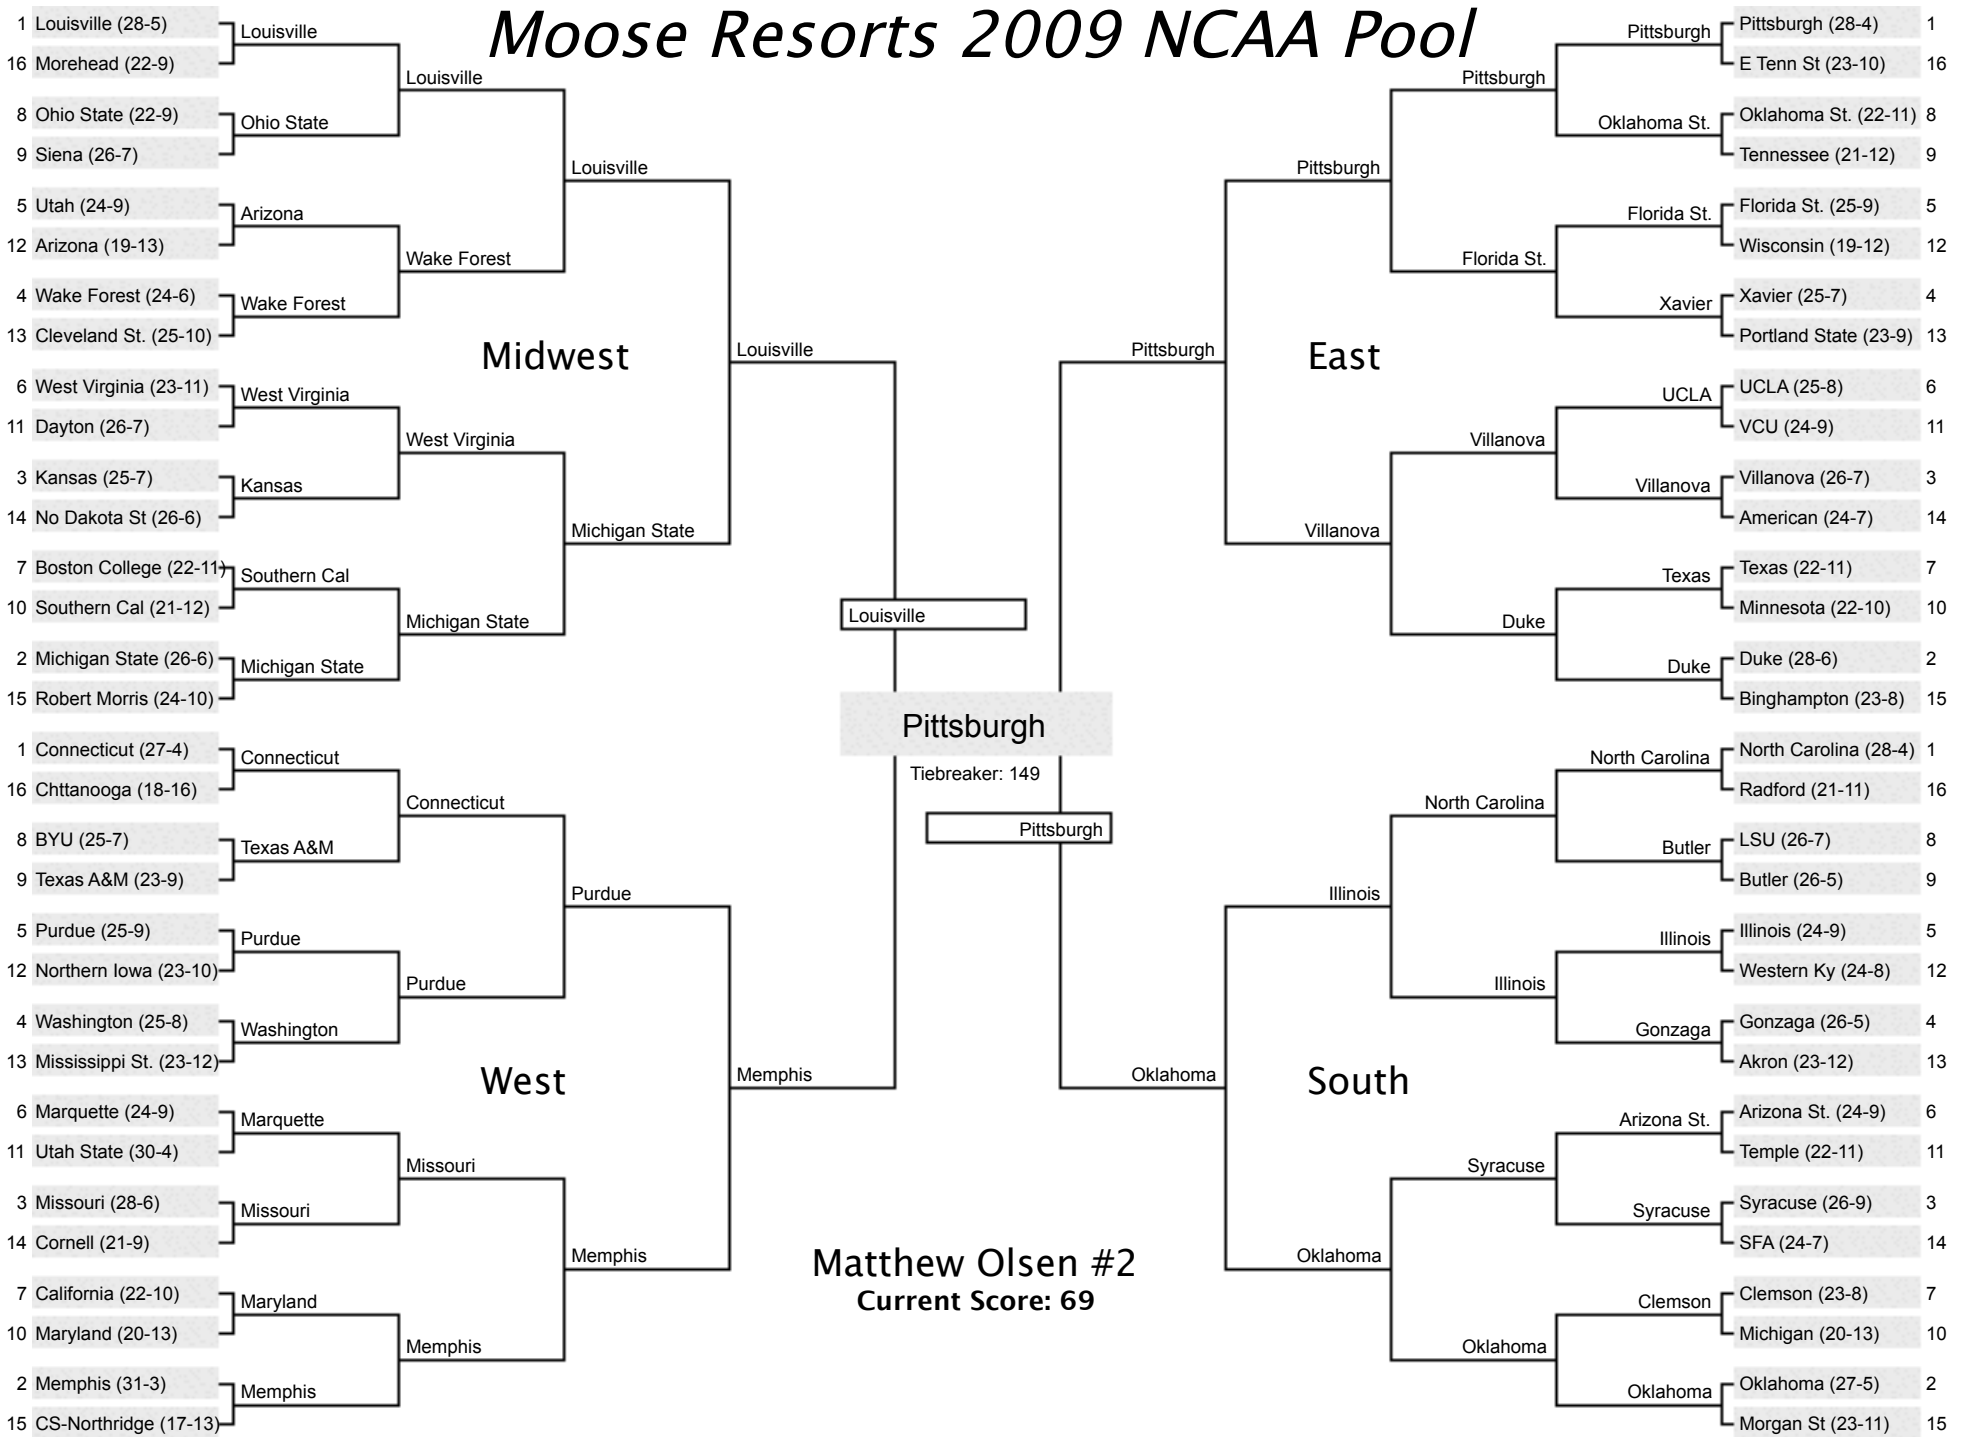 Moose Resorts 2009 NCAA Pool
1 Louisville (28-5)
16 Morehead (22-9)
8 Ohio State (22-9)
9 Siena (26-7)
5 Utah (24-9)
12 Arizona (19-13)
4 Wake Forest (24-6)
13 Cleveland St. (25-10)
6 West Virginia (23-11)
11 Dayton (26-7)
3 Kansas (25-7)
14 No Dakota St (26-6)
7 Boston College (22-11)
10 Southern Cal (21-12)
2 Michigan State (26-6)
15 Robert Morris (24-10)
1 Connecticut (27-4)
16 Chttanooga (18-16)
8 BYU (25-7)
9 Texas A&M (23-9)
5 Purdue (25-9)
12 Northern Iowa (23-10)
4 Washington (25-8)
13 Mississippi St. (23-12)
6 Marquette (24-9)
11 Utah State (30-4)
3 Missouri (28-6)
14 Cornell (21-9)
7 California (22-10)
10 Maryland (20-13)
2 Memphis (31-3)
15 CS-Northridge (17-13)
Louisville
Ohio State
Arizona
Wake Forest
West Virginia
Kansas
Southern Cal
Michigan State
Connecticut
Texas A&M
Purdue
Washington
Marquette
Missouri
Maryland
Memphis
Louisville
Wake Forest
West Virginia
Michigan State
Connecticut
Purdue
Missouri
Memphis
Louisville
Michigan State
Purdue
Memphis
Midwest
West
Louisville
Memphis
Louisville
Pittsburgh
Tiebreaker: 149
Pittsburgh
Matthew Olsen #2
Current Score: 69
Pittsburgh
Oklahoma
East
South
Pittsburgh
Villanova
Illinois
Oklahoma
Pittsburgh
Florida St.
Villanova
Duke
North Carolina
Illinois
Syracuse
Oklahoma
Pittsburgh
Oklahoma St.
Florida St.
Xavier
UCLA
Villanova
Texas
Duke
North Carolina
Butler
Illinois
Gonzaga
Arizona St.
Syracuse
Clemson
Oklahoma
Pittsburgh (28-4) 1
E Tenn St (23-10) 16
Oklahoma St. (22-11) 8
Tennessee (21-12) 9
Florida St. (25-9) 5
Wisconsin (19-12) 12
Xavier (25-7) 4
Portland State (23-9) 13
UCLA (25-8) 6
VCU (24-9) 11
Villanova (26-7) 3
American (24-7) 14
Texas (22-11) 7
Minnesota (22-10) 10
Duke (28-6) 2
Binghampton (23-8) 15
North Carolina (28-4) 1
Radford (21-11) 16
LSU (26-7) 8
Butler (26-5) 9
Illinois (24-9) 5
Western Ky (24-8) 12
Gonzaga (26-5) 4
Akron (23-12) 13
Arizona St. (24-9) 6
Temple (22-11) 11
Syracuse (26-9) 3
SFA (24-7) 14
Clemson (23-8) 7
Michigan (20-13) 10
Oklahoma (27-5) 2
Morgan St (23-11) 15